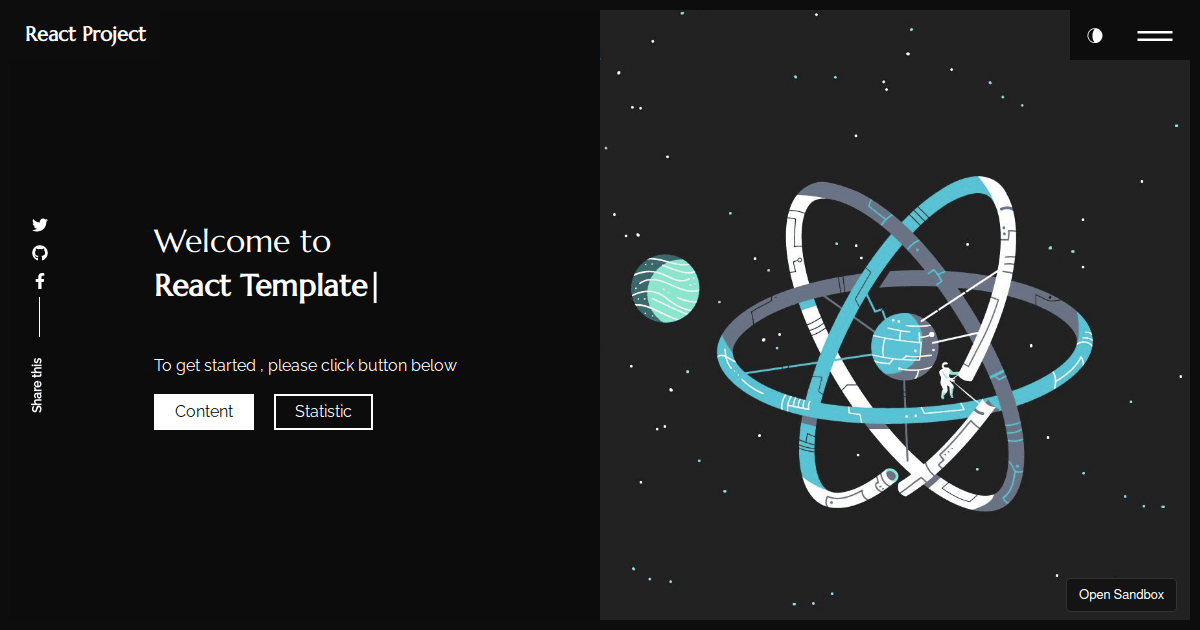 React Project
Welcome to
React Template|
To get started , please click button below
Content
Statistic
Share this
Open Sandbox